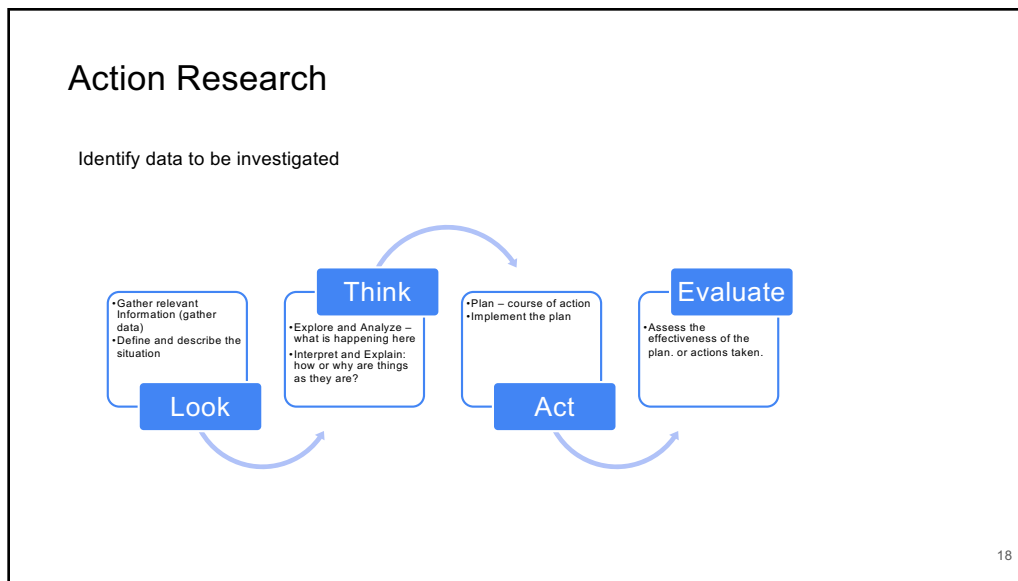 Action Research
Identify data to be investigated
•Gather relevant
Information (gather
data)
•Define and describe the
situation
Look
Think
•Explore and Analyze –
what is happening here
•Interpret and Explain:
how or why are things
as they are?
•Plan – course of action
•Implement the plan
Act
Evaluate
•Assess the
effectiveness of the
plan. or actions taken.
18